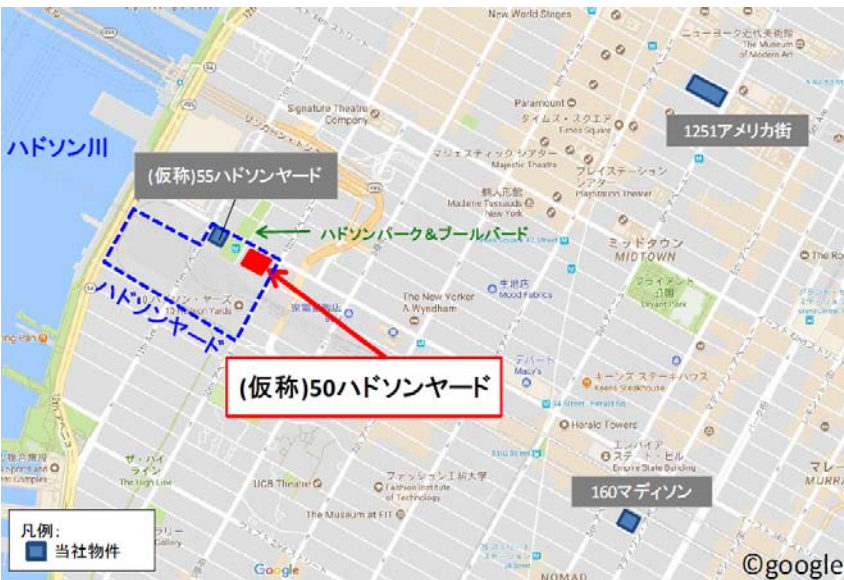 New World Stages
ニューヨーク近代美術館
The Museum
of Modern Art
Signature Theatre
Company
Paramount
タイムズ・スクエア
Times Square
1251アメリカ街
ハドソン川
(仮称)55ハドソンヤード
マジェスティック シアター
Majestic Theatre
プレイステーション
シアター
PlayStation Theater
蝋人形館
Madame Tussauds
New York
ハドソンパーク&ブールバード
ミッドタウン
MIDTOWN
ブライアント
公園
Bryant Park
ハドソンヤード
The New Yorker
A Wyndham
生地店
Mood Fabrics
(仮称)50ハドソンヤード
デパート
Macy's
キーンズ ステーキハウス
Keens Steakhouse
Herald Towers
エンパイア
ステート・ビル
Empire State Building
ザ・ハイ
ライン
The High Line
UCB Theatre
ファッション工科大学
Fashion Institute
of Technology
The Museum at FIT
160マディソン
凡例:
当社物件
Google
NOMAD
©google